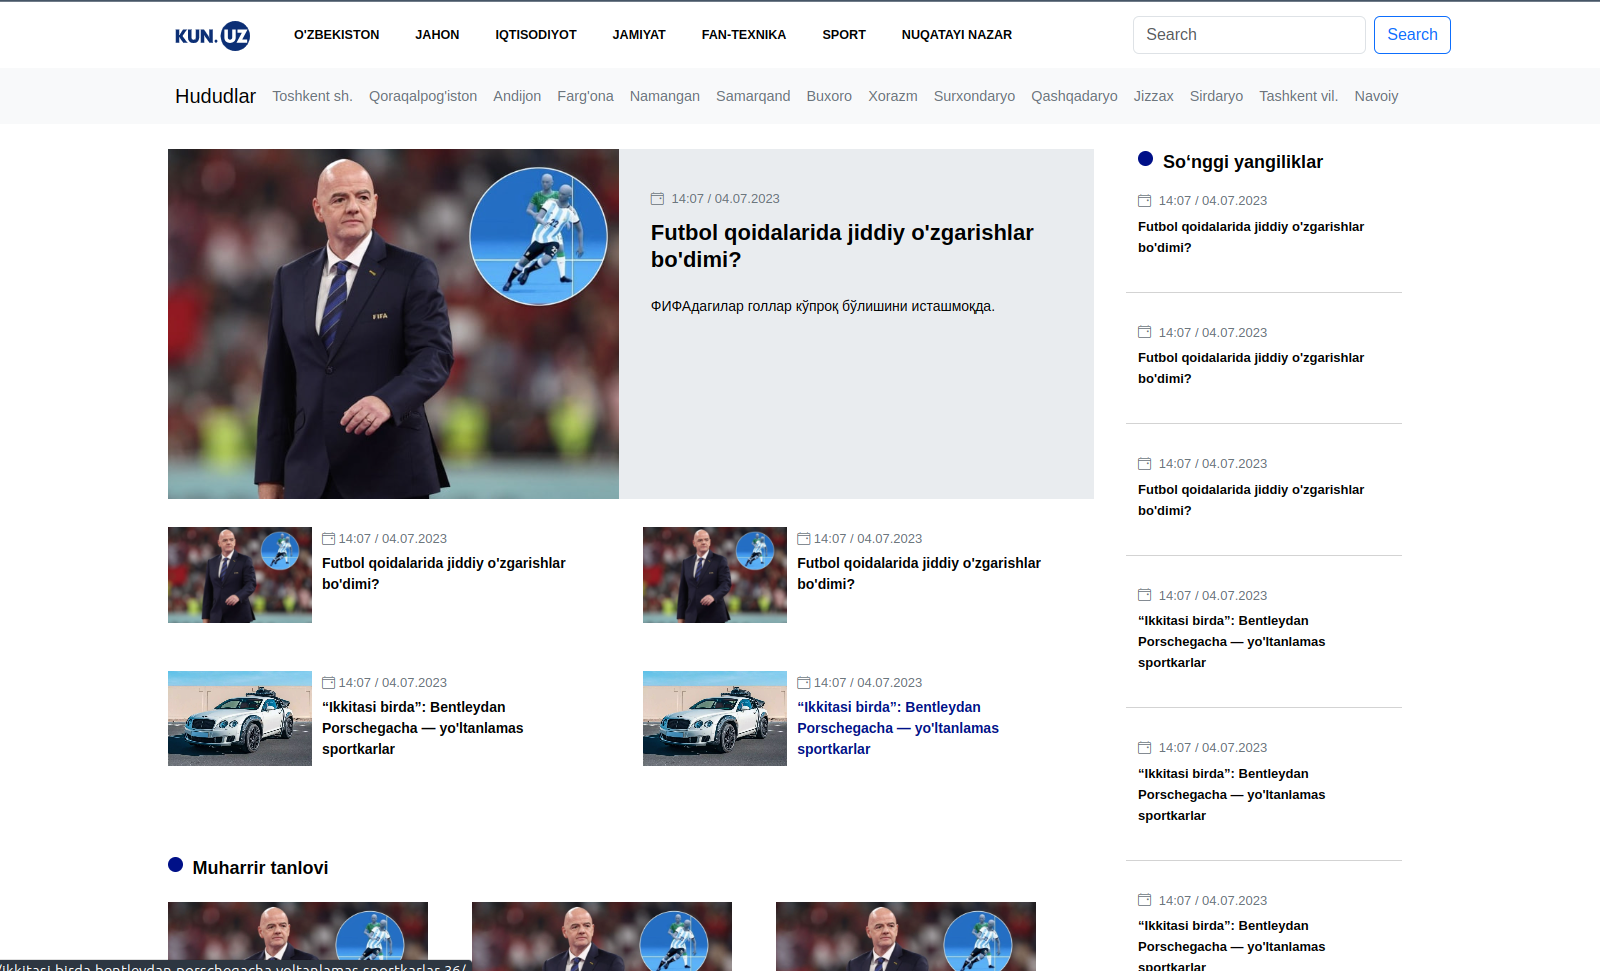 KUN.UZ
O'ZBEKISTON JAHON IQTISODIYOT JAMIYAT FAN-TEXNIKA SPORT NUQATAYI NAZAR
Search Search
Hududlar Toshkent sh. Qoraqalpog'iston Andijon Farg'ona Namangan Samarqand Buxoro Xorazm Surxondaryo Qashqadaryo Jizzax Sirdaryo Tashkent vil. Navoiy
FIFA
14:07 / 04.07.2023
Futbol qoidalarida jiddiy o'zgarishlar
bo'dimi?
ФИФАдагилар голлар кўпроқ бўлишини исташмоқда.
14:07 / 04.07.2023
Futbol qoidalarida jiddiy o'zgarishlar
bo'dimi?
14:07 / 04.07.2023
Futbol qoidalarida jiddiy o'zgarishlar
bo'dimi?
14:07 / 04.07.2023
“Ikkitasi birda”: Bentleydan
Porschegacha — yo'ltanlamas
sportkarlar
14:07 / 04.07.2023
“Ikkitasi birda”: Bentleydan
Porschegacha — yo'ltanlamas
sportkarlar
Muharrir tanlovi
So‘nggi yangiliklar
14:07 / 04.07.2023
Futbol qoidalarida jiddiy o'zgarishlar
bo'dimi?
14:07 / 04.07.2023
Futbol qoidalarida jiddiy o'zgarishlar
bo'dimi?
14:07 / 04.07.2023
Futbol qoidalarida jiddiy o'zgarishlar
bo'dimi?
14:07 / 04.07.2023
“Ikkitasi birda”: Bentleydan
Porschegacha — yo'ltanlamas
sportkarlar
14:07 / 04.07.2023
“Ikkitasi birda”: Bentleydan
Porschegacha — yo'ltanlamas
sportkarlar
14:07 / 04.07.2023
“Ikkitasi birda”: Bentleydan
Porschegacha — yo'ltanlamas
sportkarlar
/ikkitasi-birda-bentleydan-porschegacha-yoltanlamas-sportkarlar-36/